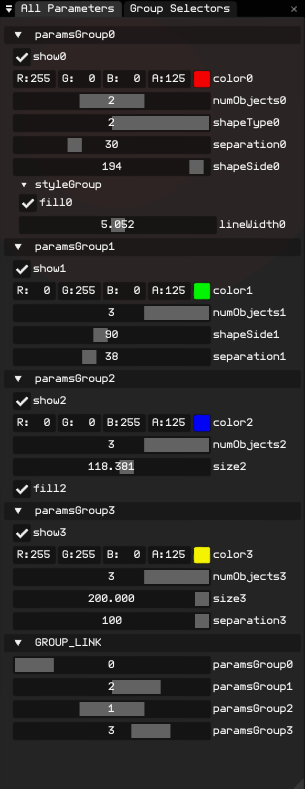 All Parameters Group Selectors
paramsGroup0
show0
R:255 G: 0 B: 0 A:125 color0
2 numObjects0
2 shapeType0
30 separation0
194 shapeSide0
styleGroup
fill0
5.052 lineWidth0
paramsGroup1
show1
R: 0 G:255 B: 0 A:125 color1
3 numObjects1
90 shapeSide1
38 separation1
paramsGroup2
show2
R: 0 G: 0 B:255 A:125 color2
3 numObjects2
118.381 size2
fill2
paramsGroup3
show3
R:255 G:255 B: 0 A:125 color3
3 numObjects3
200.000 size3
100 separation3
GROUP_LINK
0 paramsGroup0
2 paramsGroup1
1 paramsGroup2
3 paramsGroup3